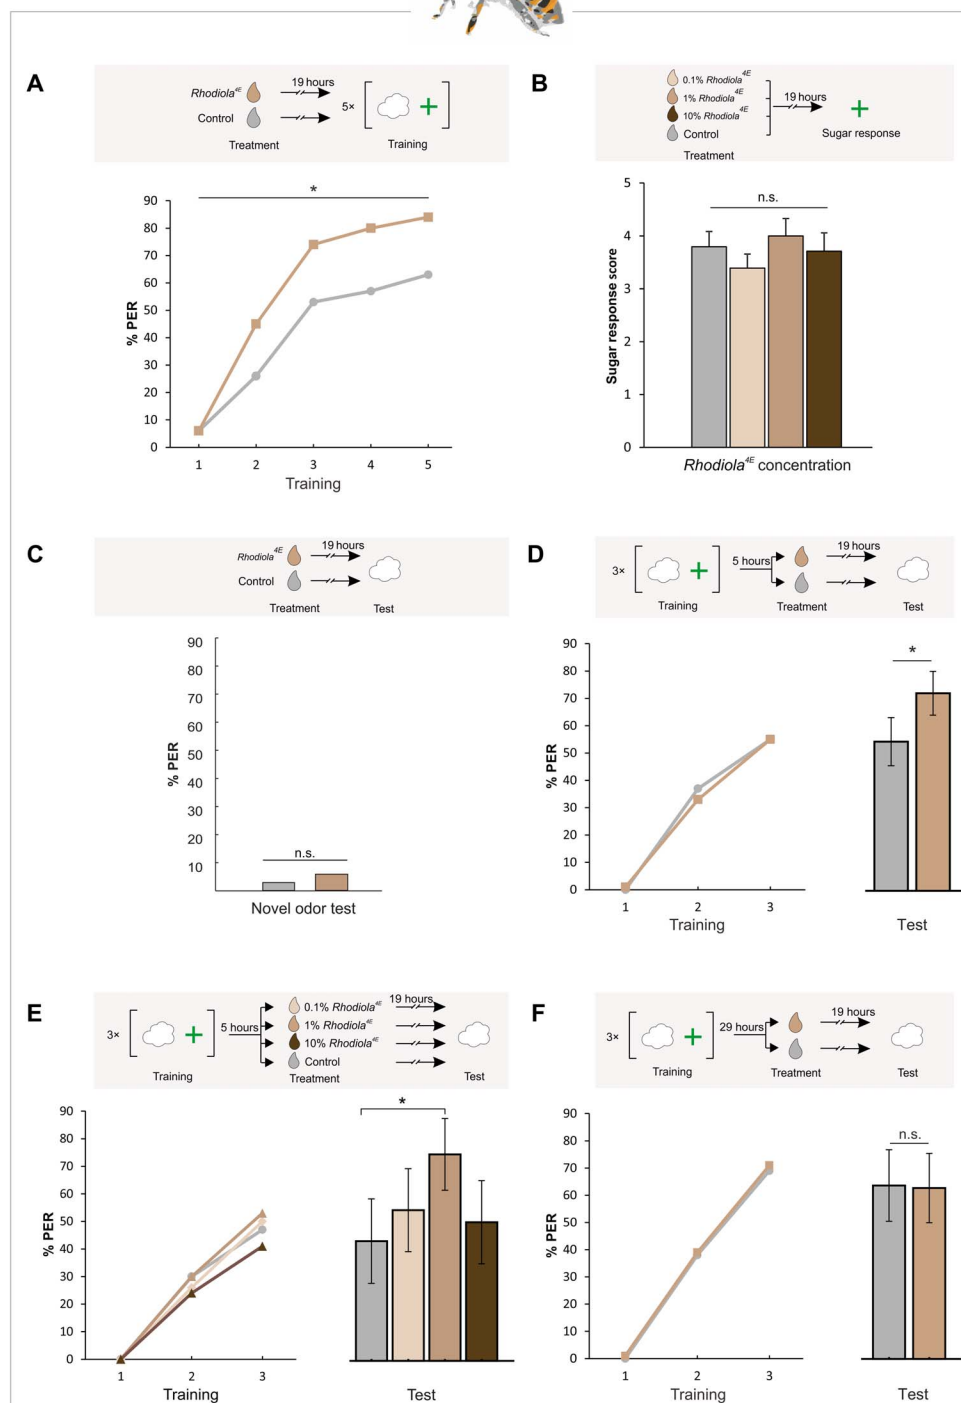 A
Rhodiola4E
19 hours
Control
5×
+
Treatment
Training
*
90
80
70
60
50
40
30
20
10
0
% PER
1 2 3 4 5
Training
B
0.1% Rhodiola4E
1% Rhodiola4E
10% Rhodiola4E
Control
19 hours
+
Sugar response
Treatment
n.s.
5
4
3
2
1
0
Sugar response score
Rhodiola4E concentration
C
Rhodiola4E
19 hours
Control
Treatment
Test
90
80
70
60
50
40
30
20
10
% PER
n.s.
Novel odor test
D
3×
+
5 hours
19 hours
Training
Treatment
Test
90
80
70
60
50
40
30
20
10
0
% PER
1 2 3
Training
*
Test
E
3×
+
5 hours
0.1% Rhodiola4E
1% Rhodiola4E
10% Rhodiola4E
Control
19 hours
Training
Treatment
Test
90
80
70
60
50
40
30
20
10
0
% PER
1 2 3
Training
*
Test
F
3×
+
29 hours
19 hours
Training
Treatment
Test
90
80
70
60
50
40
30
20
10
0
% PER
1 2 3
Training
n.s.
Test